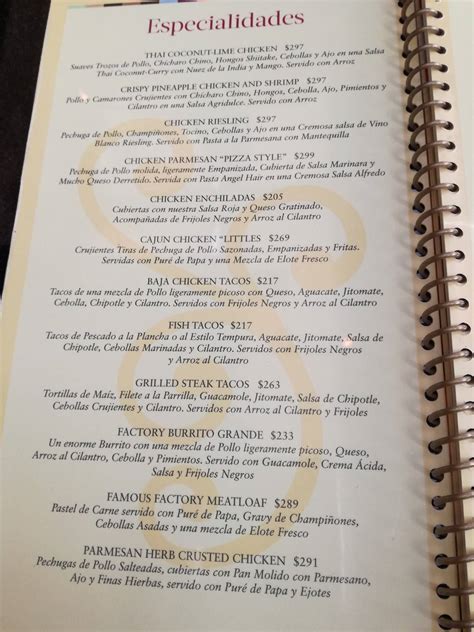 Especialidades
THAI COCONUT-LIME CHICKEN $297
Suaves Trozos de Pollo, Chícharo Chino, Hongos Shiitake, Cebollas y Ajo en una Salsa
Thai Coconut-Curry con Nuez de la India y Mango. Servido con Arroz
CRISPY PINEAPPLE CHICKEN AND SHRIMP $297
Pollo y Camarones Crujientes con Chícharo Chino, Hongos, Cebolla, Ajo, Pimientos y
Cilantro en una Salsa Agridulce. Servido con Arroz
CHICKEN RIESLING $297
Pechuga de Pollo, Champiñones, Tocino, Cebollas y Ajo en una Cremosa salsa de Vino
Blanco Riesling. Servido con Pasta a la Parmesana con Mantequilla
CHICKEN PARMESAN "PIZZA STYLE" $299
Pechuga de Pollo molida, ligeramente Empanizada, Cubierta de Salsa Marinara y
Mucho Queso Derretido. Servida con Pasta Angel Hair en una Cremosa Salsa Alfredo
CHICKEN ENCHILADAS $205
Cubiertas con nuestra Salsa Roja y Queso Gratinado,
Acompañadas de Frijoles Negros y Arroz al Cilantro
CAJUN CHICKEN "LITTLES $269
Crujientes Tiras de Pechuga de Pollo Sazonadas, Empanizadas y Fritas.
Servidas con Puré de Papa y una Mezcla de Elote Fresco
BAJA CHICKEN TACOS $217
Tacos de una mezcla de Pollo ligeramente picoso con Queso, Aguacate, Jitomate,
Cebolla, Chipotle y Cilantro. Servidos con Frijoles Negros y Arroz al Cilantro
FISH TACOS $217
Tacos de Pescado a la Plancha o al Estilo Tempura, Aguacate, Jitomate, Salsa de
Chipotle, Cebollas Marinadas y Cilantro. Servidos con Frijoles Negros
y Arroz al Cilantro
GRILLED STEAK TACOS $263
Tortillas de Maíz, Filete a la Parrilla, Guacamole, Jitomate, Salsa de Chipotle,
Cebollas Crujientes y Cilantro. Servidos con Arroz al Cilantro y Frijoles
FACTORY BURRITO GRANDE $233
Un enorme Burrito con una mezcla de Pollo ligeramente picoso, Queso,
Arroz al Cilantro, Cebolla y Pimientos. Servido con Guacamole, Crema Ácida,
Salsa y Frijoles Negros
FAMOUS FACTORY MEATLOAF $289
Pastel de Carne servido con Puré de Papa, Gravy de Champiñones,
Cebollas Asadas y una mezcla de Elote Fresco
PARMESAN HERB CRUSTED CHICKEN $291
Pechugas de Pollo Salteadas, cubiertas con Pan Molido con Parmesano,
Ajo y Finas Hierbas, servido con Puré de Papa y Ejotes